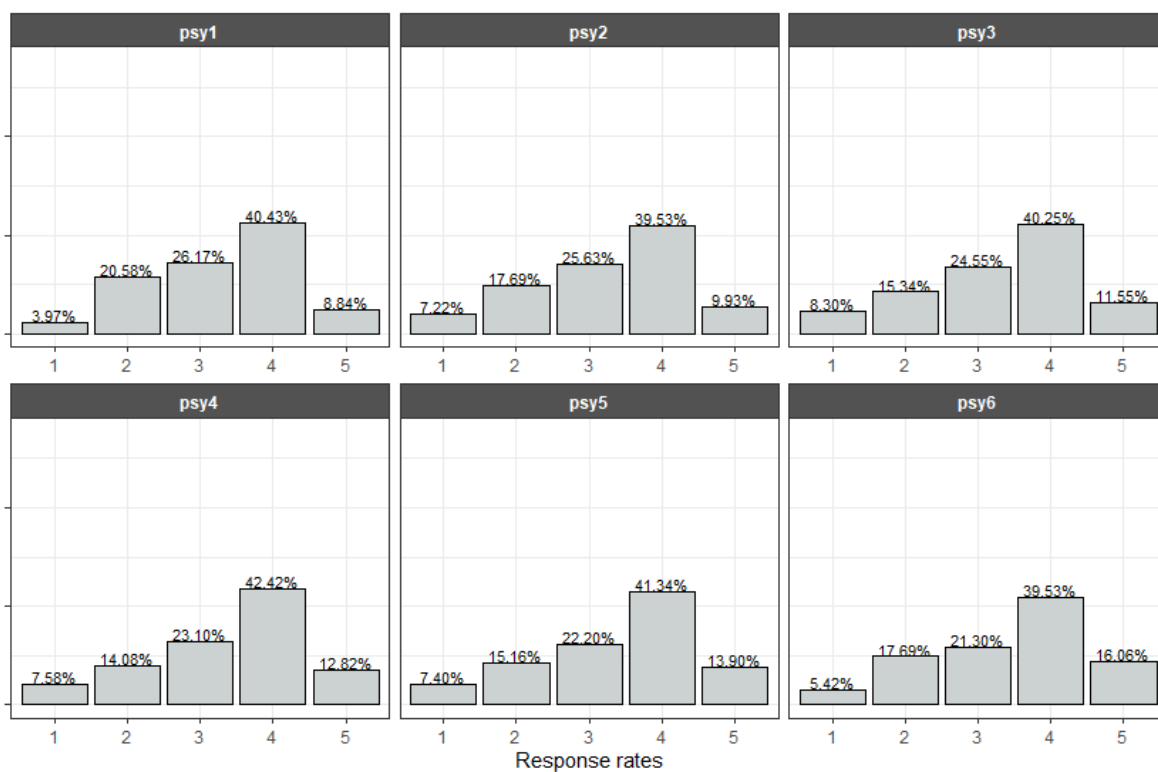 psy1 psy2 psy3
40.43% 39.53% 40.25%
20.58% 26.17% 17.69% 25.63% 15.34% 24.55%
3.97% 8.84% 7.22% 9.93% 8.30% 11.55%
1 2 3 4 5 1 2 3 4 5 1 2 3 4 5
psy4 psy5 psy6
42.42% 41.34% 39.53%
7.58% 14.08% 23.10% 12.82% 7.40% 15.16% 22.20% 13.90% 5.42% 17.69% 21.30% 16.06%
1 2 3 4 5 1 2 3 4 5 1 2 3 4 5
Response rates